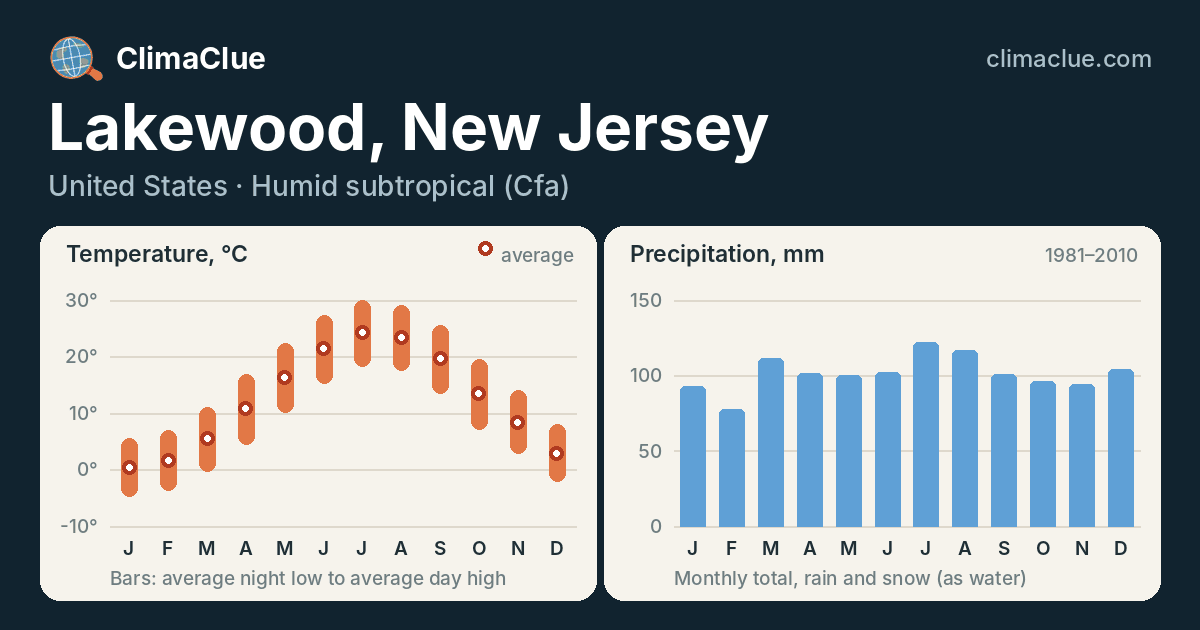 ClimaClue
climaclue.com
Lakewood, New Jersey
United States · Humid subtropical (Cfa)
Temperature, °C
average
30°
20°
10°
0°
-10°
J F M A M J J A S O N D
Bars: average night low to average day high
Precipitation, mm
1981–2010
150
100
50
0
J F M A M J J A S O N D
Monthly total, rain and snow (as water)